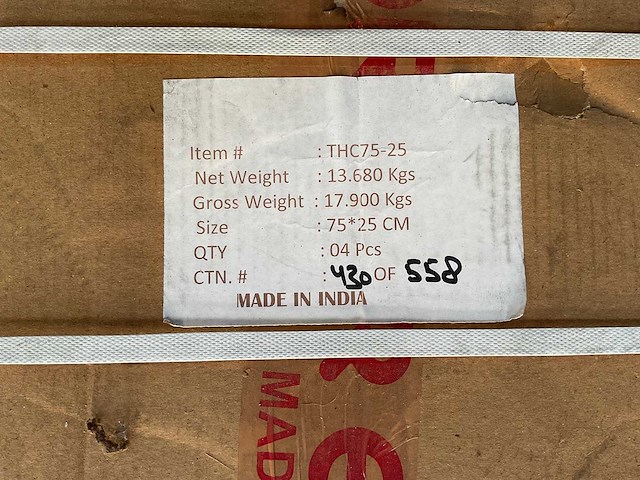 Item # : THC75-25
Net Weight : 13.680 Kgs
Gross Weight : 17.900 Kgs
Size : 75*25 CM
QTY : 04 Pcs
CTN. # : 430 OF 558
MADE IN INDIA
MAD